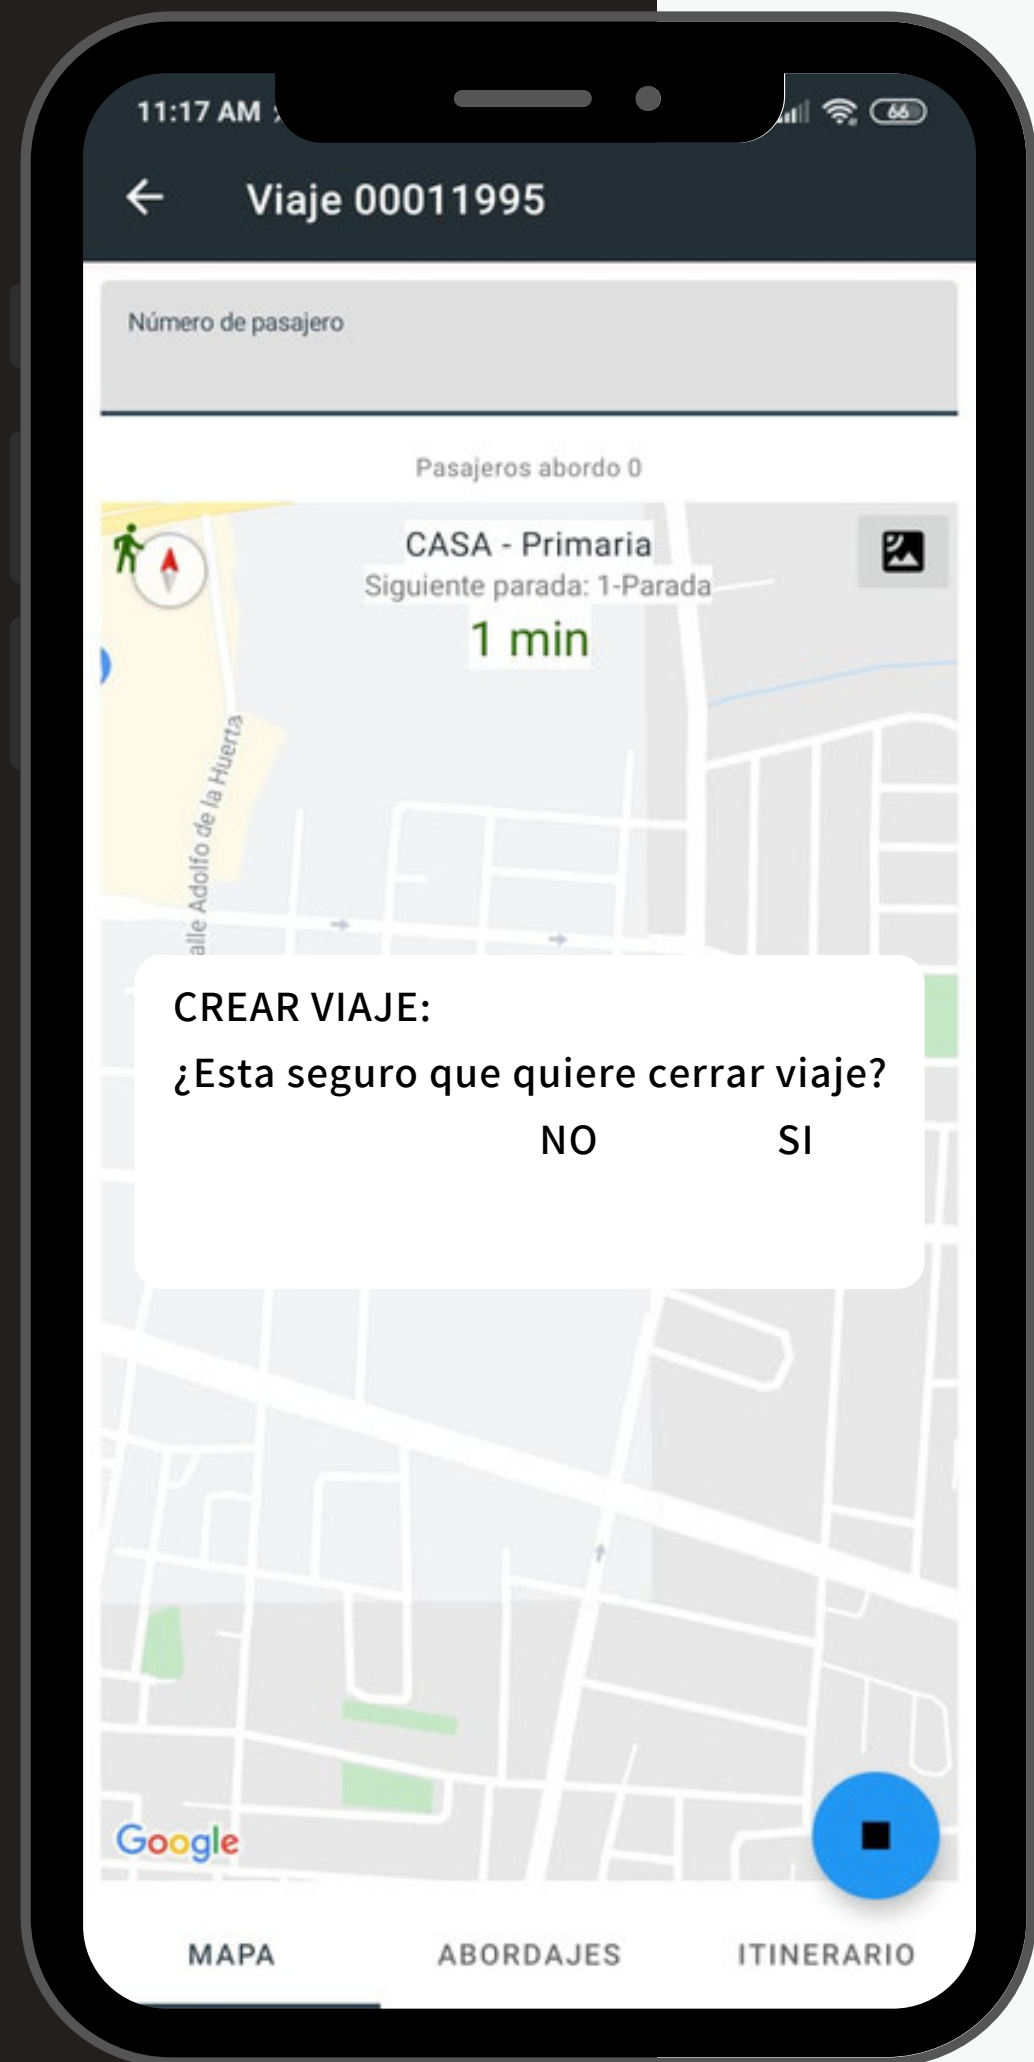 11:17 AM
66
Viaje 00011995
Número de pasajero
Pasajeros abordo 0
CASA - Primaria
Siguiente parada: 1-Parada
1 min
alle Adolfo de la Huerta
CREAR VIAJE:
¿Esta seguro que quiere cerrar viaje?
NO SI
Google
MAPA ABORDAJES ITINERARIO